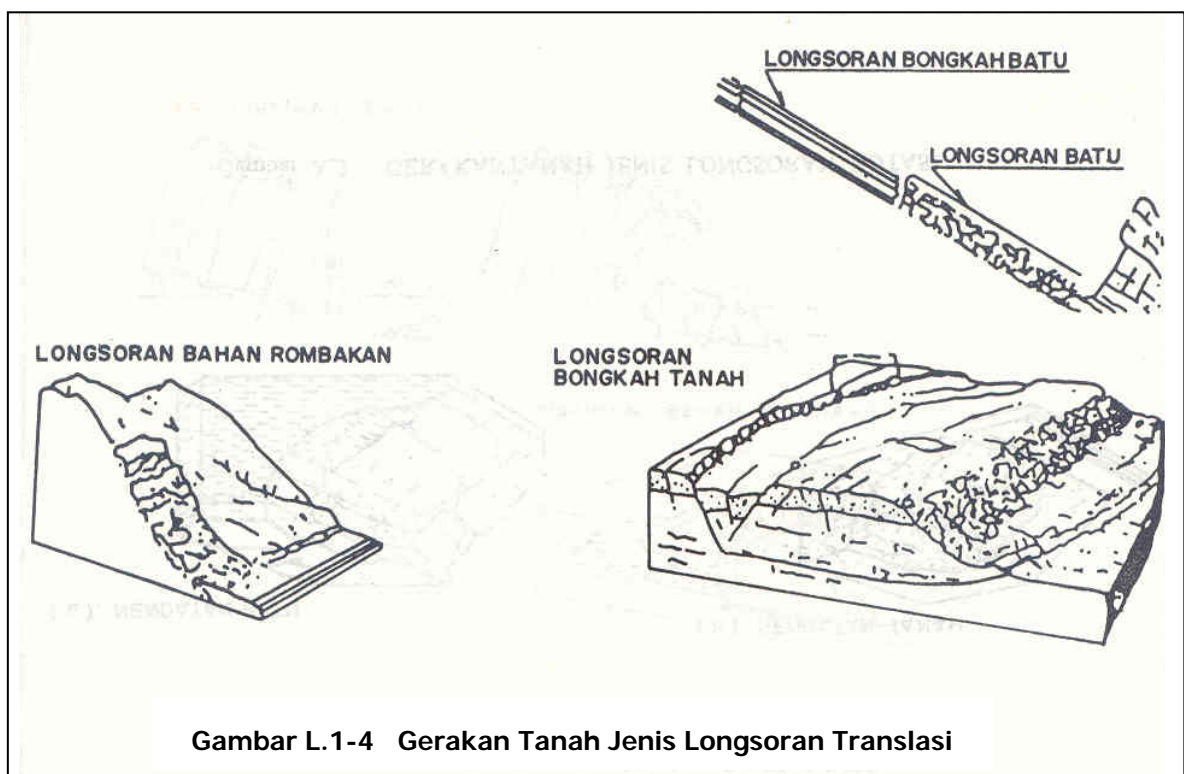 LONGSORAN BONGKAH BATU
LONGSORAN BATU
LONGSORAN BAHAN ROMBAKAN
LONGSORAN
BONGKAH TANAH
Gambar L.1-4 Gerakan Tanah Jenis Longsoran Translasi